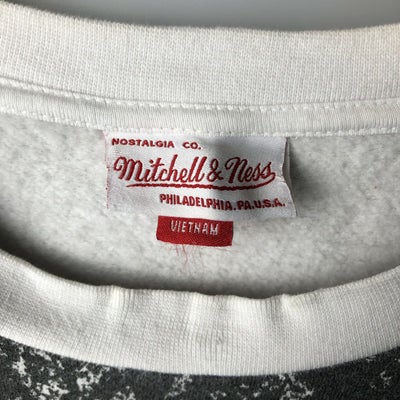 NOSTALGIA CO.
Mitchell & Ness
PHILADELPHIA.PA.U.S.A.
VIETNAM